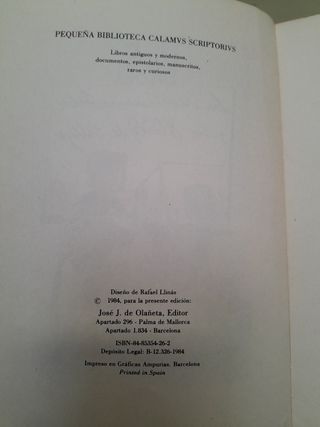 PEQUEÑA BIBLIOTECA CALAMVS SCRIPTORIVS
Libros antiguos y modernos,
documentos, epistolarios, manuscritos,
raros y curiosos
Diseño de Rafael Llinás
© 1984, para la presente edición:
José J. de Olañeta, Editor
Apartado 296 - Palma de Mallorca
Apartado 1.834 - Barcelona
ISBN-84-85354-26-2
Depósito Legal: B-12.326-1984
Impreso en Gráficas Ampurias. Barcelona
Printed in Spain